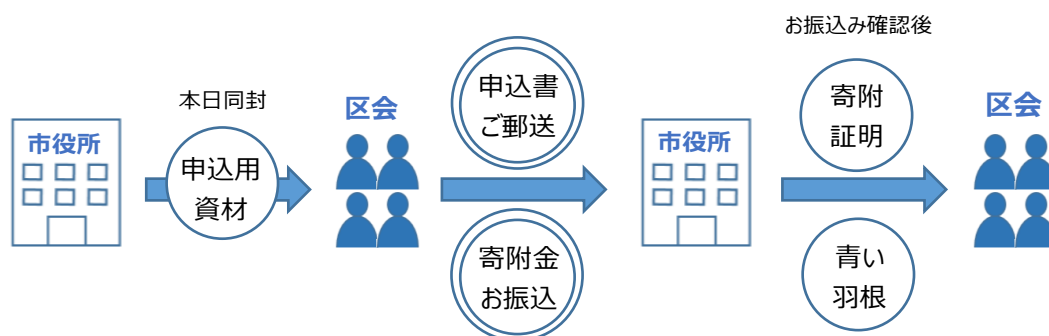 本日同封
市役所
申込用
資材
区会
申込書
ご郵送
寄附金
お振込
市役所
お振込み確認後
寄附
証明
青い
羽根
区会